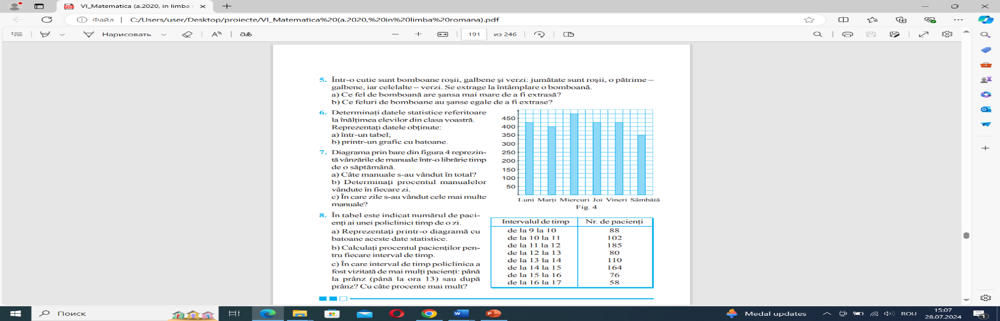 VI_Matematica (a.2020, in limba r
Файл | C:/Users/user/Desktop/proiecte/VI_Matematica%20(a.2020,%20in%20limba%20romana).pdf
Нарисовать
191 из 246
5. Într-o cutie sunt bomboane roșii, galbene și verzi: jumătate sunt roșii, o pătrime –
galbene, iar celelalte – verzi. Se extrage la întâmplare o bomboană.
a) Ce fel de bomboană are șansa mai mare de a fi extrasă?
b) Ce feluri de bomboane au șanse egale de a fi extrase?
6. Determinați datele statistice referitoare
la înălțimea elevilor din clasa voastră.
Reprezentați datele obținute:
a) într-un tabel;
b) printr-un grafic cu batoane.
7. Diagrama prin bare din figura 4 reprezin-
tă vânzările de manuale într-o librărie timp
de o săptămână.
a) Câte manuale s-au vândut în total?
b) Determinați procentul manualelor
vândute în fiecare zi.
c) În care zile s-au vândut cele mai multe
manuale?
450
400
350
300
250
200
150
100
50
Luni Marți Miercuri Joi Vineri Sâmbătă
Fig. 4
8. În tabel este indicat numărul de paci-
enți ai unei policlinici timp de o zi.
a) Reprezentați printr-o diagramă cu
batoane aceste date statistice.
b) Calculați procentul pacienților pen-
tru fiecare interval de timp.
c) În care interval de timp policlinica a
fost vizitată de mai mulți pacienți: până
la prânz (până la ora 13) sau după
prânz? Cu câte procente mai mult?
Intervalul de timp Nr. de pacienți
de la 9 la 10 88
de la 10 la 11 102
de la 11 la 12 185
de la 12 la 13 80
de la 13 la 14 110
de la 14 la 15 164
de la 15 la 16 76
de la 16 la 17 58
Поиск
Medal updates
ROU
15:07
28.07.2024
1